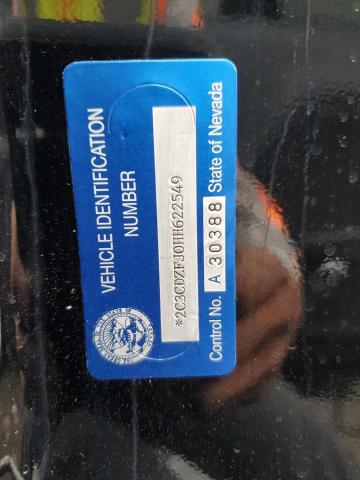 VEHICLE IDENTIFICATION
NUMBER
*2C3CDZFJ0HH622549
Control No. A 30388 State of Nevada